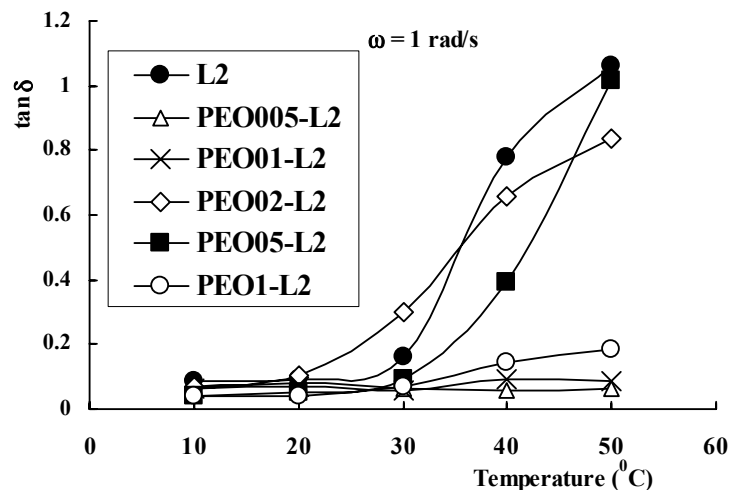 ω = 1 rad/s
tan δ
1.2
1
0.8
0.6
0.4
0.2
0
L2
PEO005-L2
PEO01-L2
PEO02-L2
PEO05-L2
PEO1-L2
0 10 20 30 40 50 60
Temperature (⁰C)